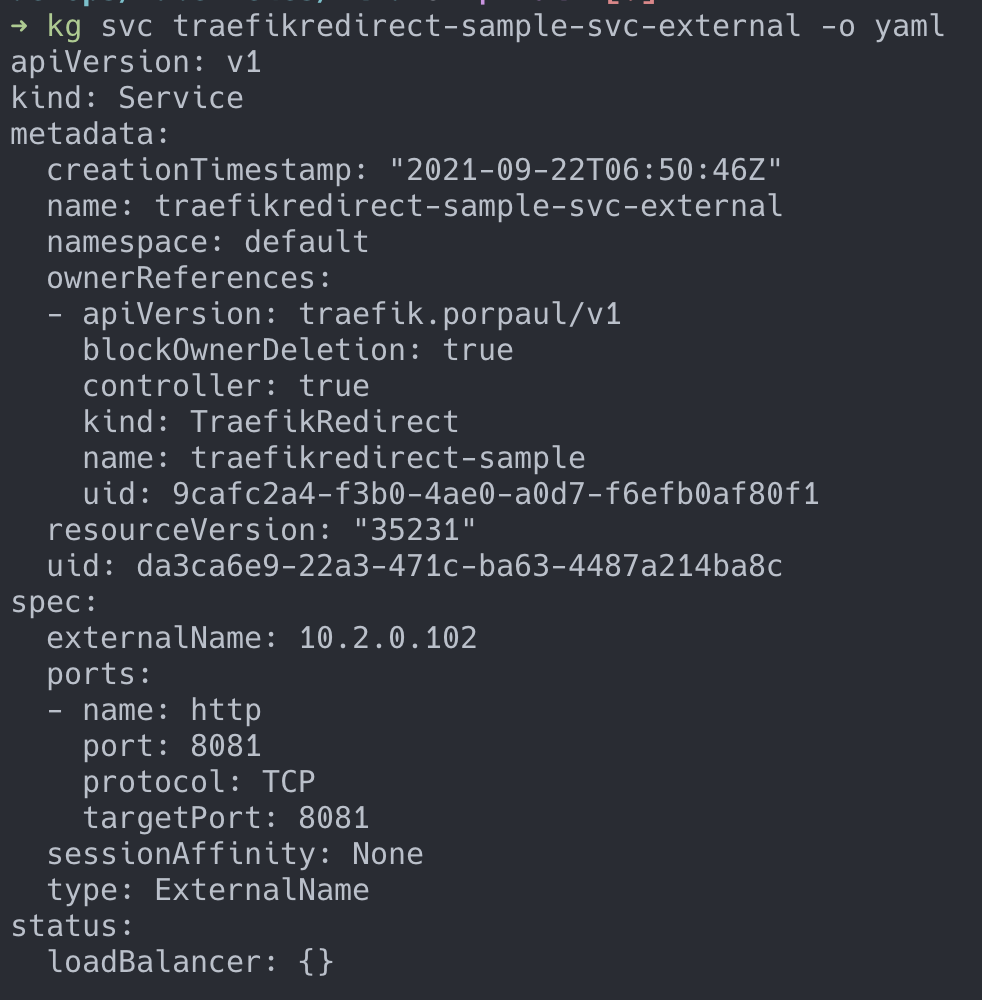 → kg svc traefikredirect-sample-svc-external -o yaml
apiVersion: v1
kind: Service
metadata:
  creationTimestamp: "2021-09-22T06:50:46Z"
  name: traefikredirect-sample-svc-external
  namespace: default
  ownerReferences:
  - apiVersion: traefik.porpaul/v1
    blockOwnerDeletion: true
    controller: true
    kind: TraefikRedirect
    name: traefikredirect-sample
    uid: 9cafc2a4-f3b0-4ae0-a0d7-f6efb0af80f1
  resourceVersion: "35231"
  uid: da3ca6e9-22a3-471c-ba63-4487a214ba8c
spec:
  externalName: 10.2.0.102
  ports:
  - name: http
    port: 8081
    protocol: TCP
    targetPort: 8081
  sessionAffinity: None
  type: ExternalName
status:
  loadBalancer: {}